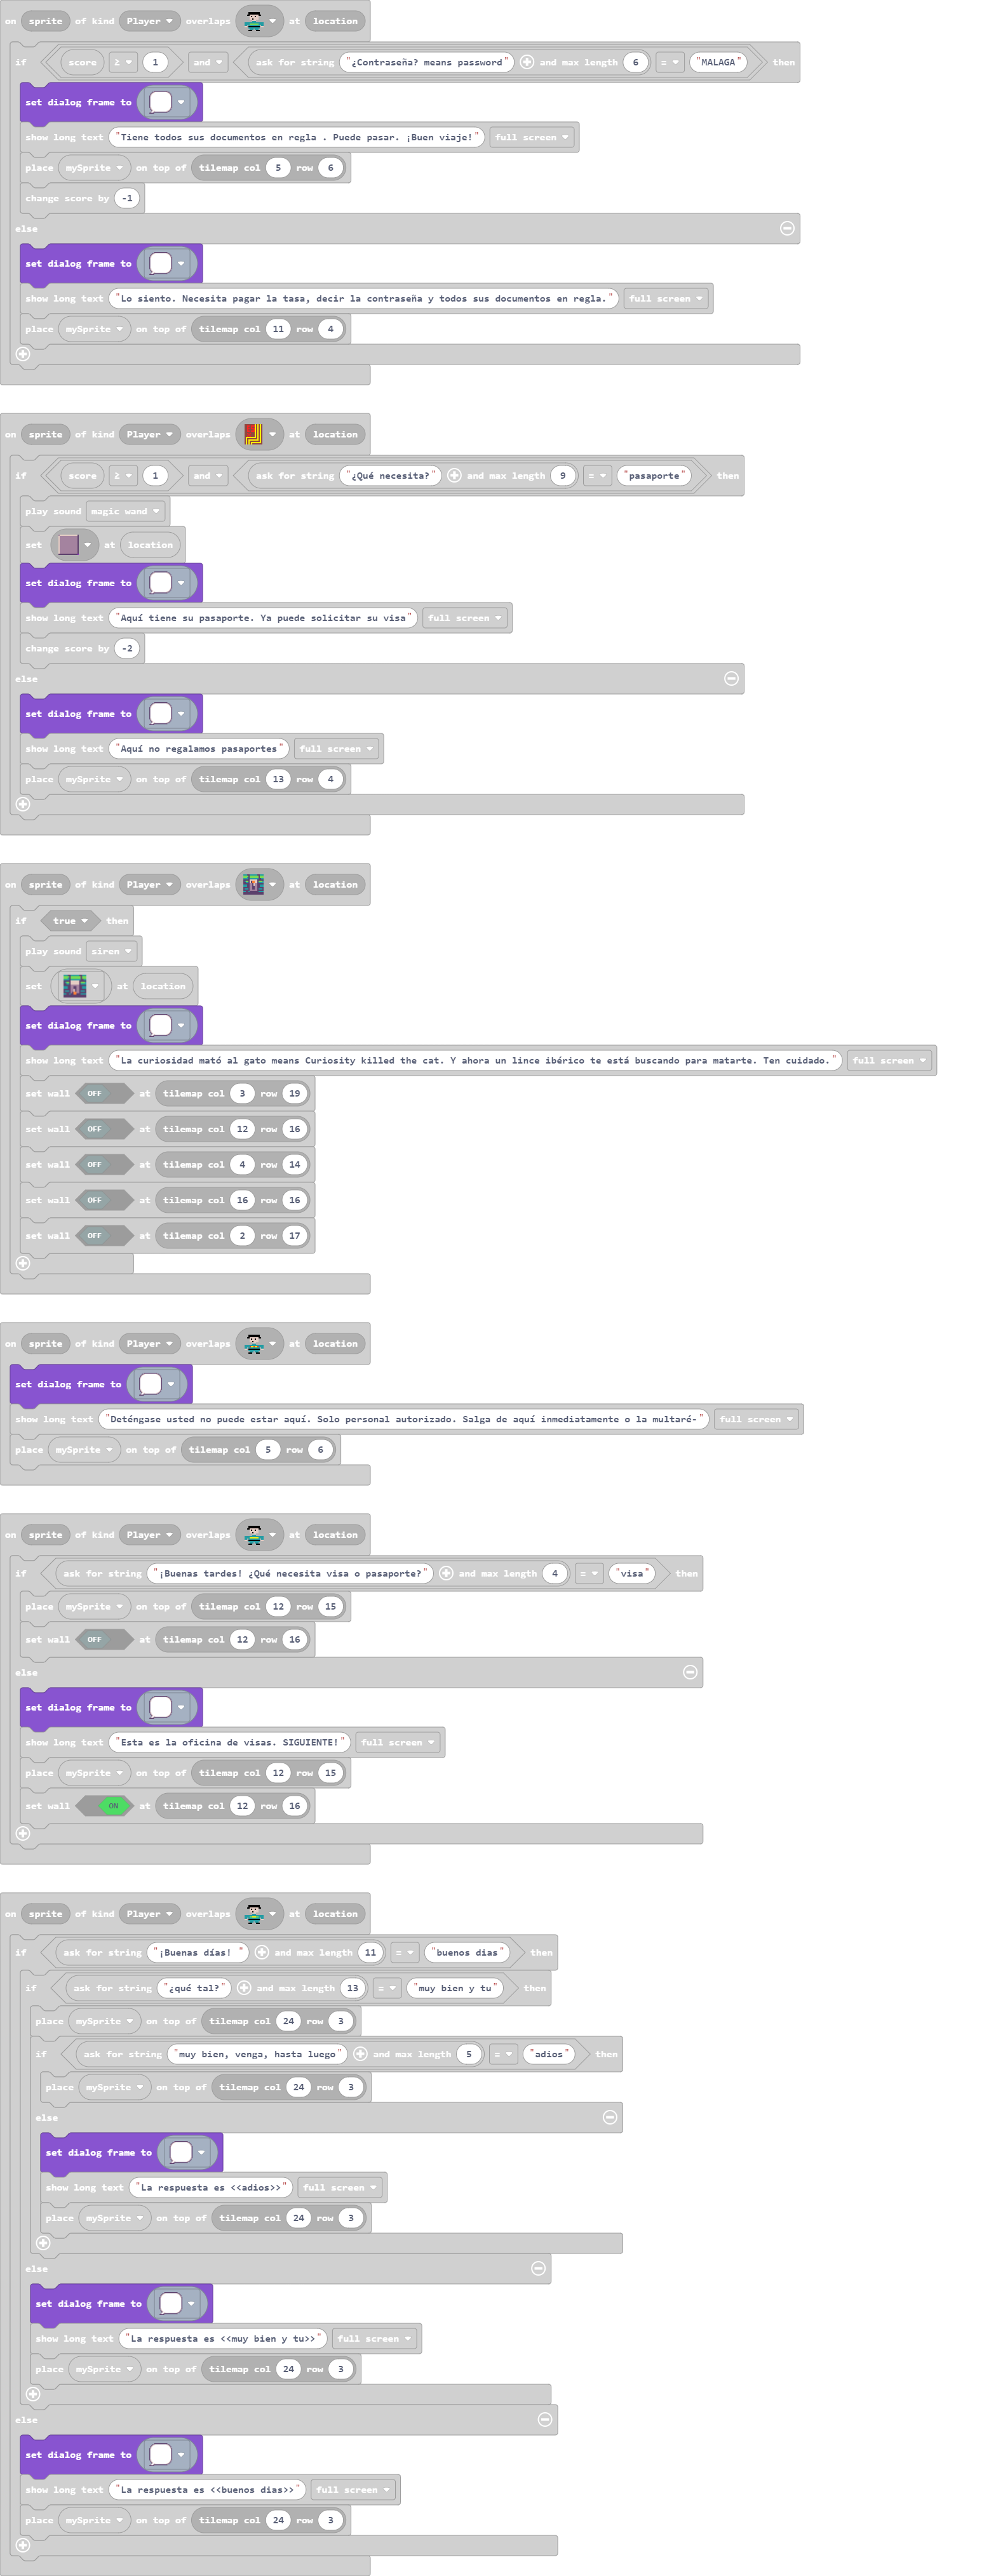 on sprite of kind Player overlaps at location
if score ≥ 1 and ask for string "¿Contraseña? means password" and max length 6 = "MALAGA" then
set dialog frame to
show long text "Tiene todos sus documentos en regla . Puede pasar. ¡Buen viaje!" full screen
place mySprite on top of tilemap col 5 row 6
change score by -1
else
set dialog frame to
show long text "Lo siento. Necesita pagar la tasa, decir la contraseña y todos sus documentos en regla." full screen
place mySprite on top of tilemap col 11 row 4
on sprite of kind Player overlaps at location
if score ≥ 1 and ask for string "¿Qué necesita?" and max length 9 = "pasaporte" then
play sound magic wand
set at location
set dialog frame to
show long text "Aquí tiene su pasaporte. Ya puede solicitar su visa" full screen
change score by -2
else
set dialog frame to
show long text "Aquí no regalamos pasaportes" full screen
place mySprite on top of tilemap col 13 row 4
on sprite of kind Player overlaps at location
if true then
play sound siren
set at location
set dialog frame to
show long text "La curiosidad mató al gato means Curiosity killed the cat. Y ahora un lince ibérico te está buscando para matarte. Ten cuidado." full screen
set wall OFF at tilemap col 3 row 19
set wall OFF at tilemap col 12 row 16
set wall OFF at tilemap col 4 row 14
set wall OFF at tilemap col 16 row 16
set wall OFF at tilemap col 2 row 17
on sprite of kind Player overlaps at location
set dialog frame to
show long text "Deténgase usted no puede estar aquí. Solo personal autorizado. Salga de aquí inmediatamente o la multaré-" full screen
place mySprite on top of tilemap col 5 row 6
on sprite of kind Player overlaps at location
if ask for string "¡Buenas tardes! ¿Qué necesita visa o pasaporte?" and max length 4 = "visa" then
place mySprite on top of tilemap col 12 row 15
set wall OFF at tilemap col 12 row 16
else
set dialog frame to
show long text "Esta es la oficina de visas. SIGUIENTE!" full screen
place mySprite on top of tilemap col 12 row 15
set wall ON at tilemap col 12 row 16
on sprite of kind Player overlaps at location
if ask for string "¡Buenas días! " and max length 11 = "buenos dias" then
if ask for string "¿qué tal?" and max length 13 = "muy bien y tu" then
place mySprite on top of tilemap col 24 row 3
if ask for string "muy bien, venga, hasta luego" and max length 5 = "adios" then
place mySprite on top of tilemap col 24 row 3
else
set dialog frame to
show long text "La respuesta es <<adios>>" full screen
place mySprite on top of tilemap col 24 row 3
else
set dialog frame to
show long text "La respuesta es <<muy bien y tu>>" full screen
place mySprite on top of tilemap col 24 row 3
else
set dialog frame to
show long text "La respuesta es <<buenos dias>>" full screen
place mySprite on top of tilemap col 24 row 3